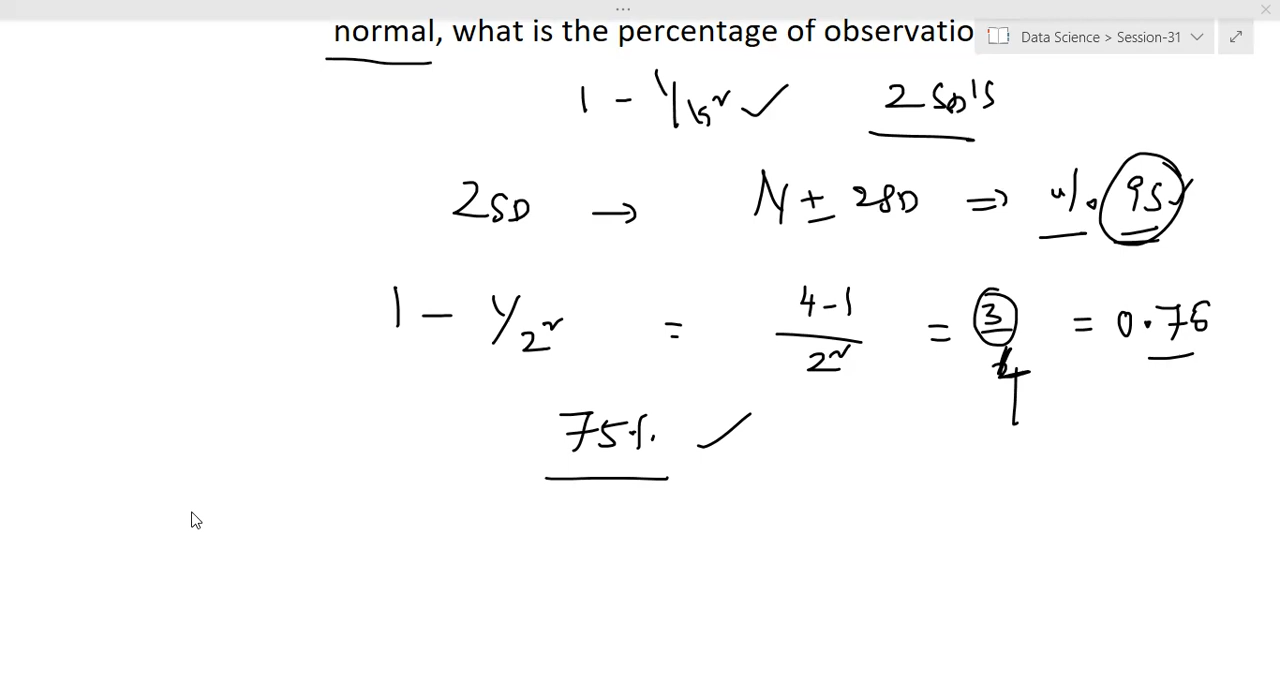 normal, what is the percentage of observatio
Data Science > Session-31
1 - 1/k² ✓ 2 SD's
2SD → M ± 2SD ⇒ %. 95
1 - 1/2² = 4-1/2² = 3/4 = 0.75
75%. ✓